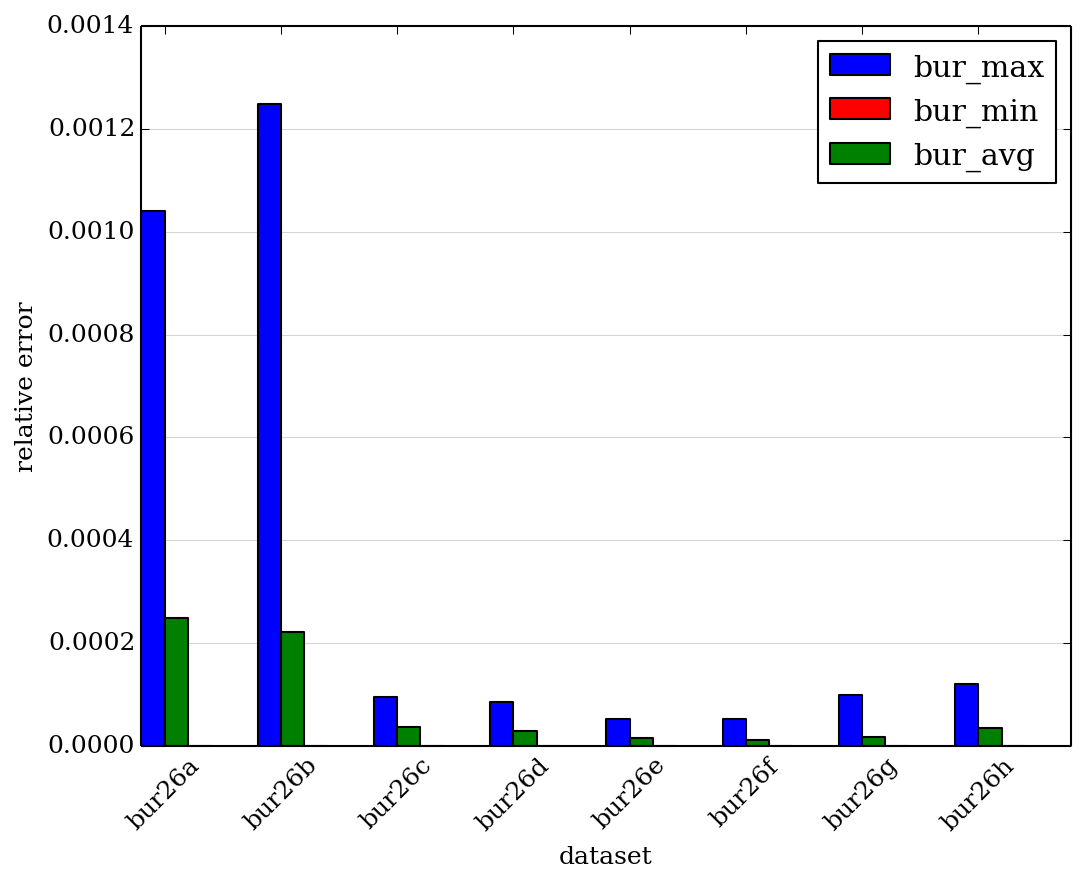 0.0014
0.0012
0.0010
0.0008
0.0006
0.0004
0.0002
0.0000
relative error
bur_max
bur_min
bur_avg
bur26a
bur26b
bur26c
bur26d
bur26e
bur26f
bur26g
bur26h
dataset